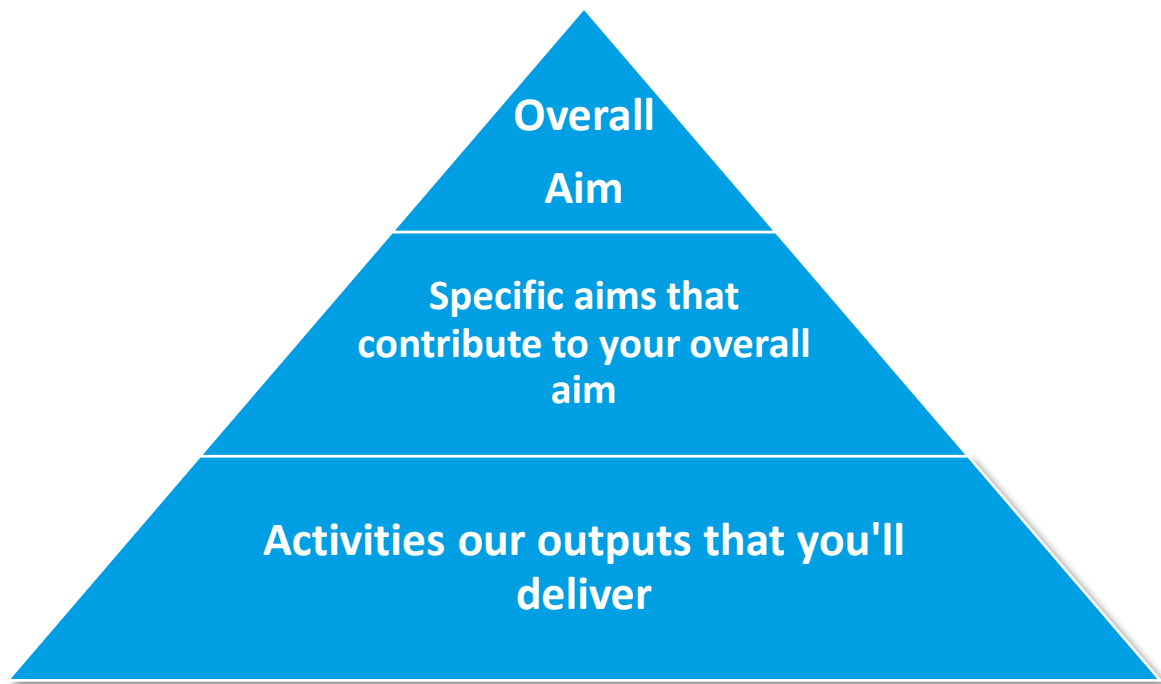 Overall
Aim
Specific aims that
contribute to your overall
aim
Activities our outputs that you'll
deliver